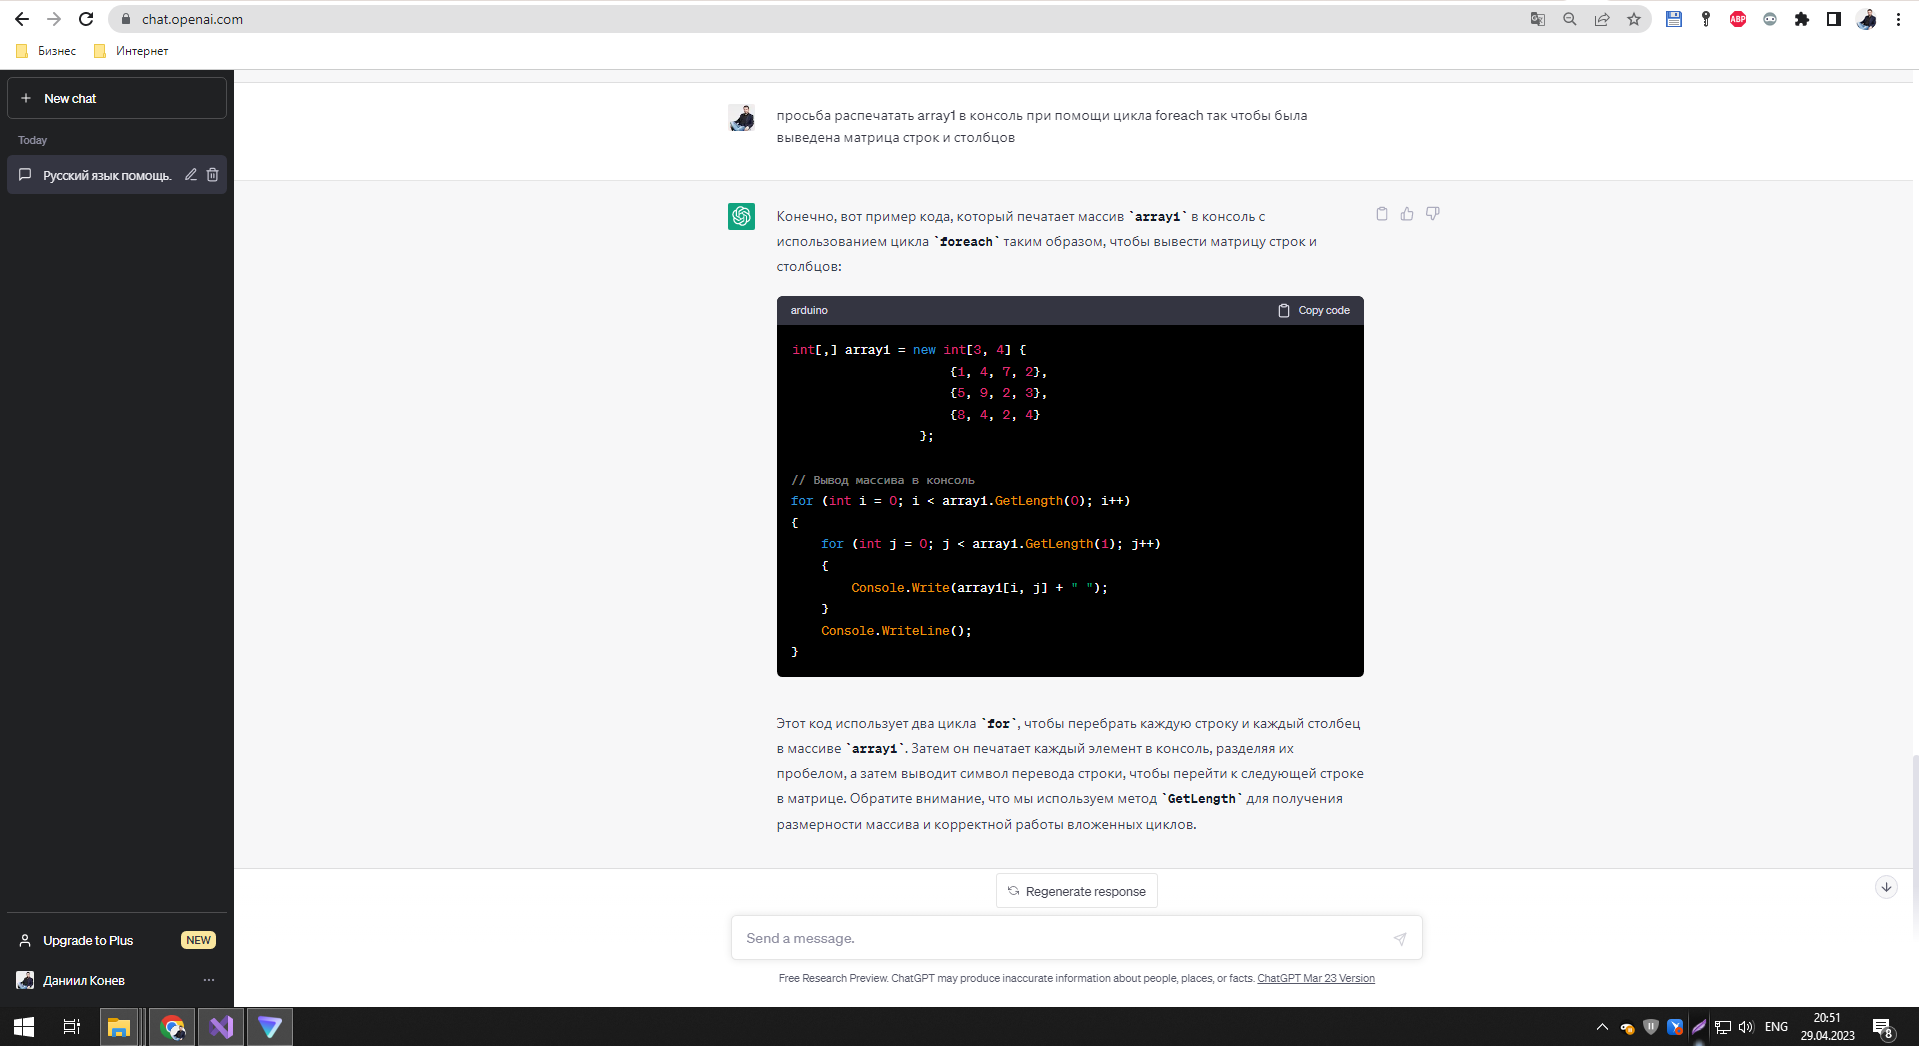 chat.openai.com
ABP
Бизнес
Интернет
New chat
Today
Русский язык помощь.
просьба распечатать array1 в консоль при помощи цикла foreach так чтобы была
выведена матрица строк и столбцов
Конечно, вот пример кода, который печатает массив `array1` в консоль с
использованием цикла `foreach` таким образом, чтобы вывести матрицу строк и
столбцов:
arduino
Copy code
int[,] array1 = new int[3, 4] {
{1, 4, 7, 2},
{5, 9, 2, 3},
{8, 4, 2, 4}
};
// Вывод массива в консоль
for (int i = 0; i < array1.GetLength(0); i++)
{
for (int j = 0; j < array1.GetLength(1); j++)
{
Console.Write(array1[i, j] + " ");
}
Console.WriteLine();
}
Этот код использует два цикла `for`, чтобы перебрать каждую строку и каждый столбец
в массиве `array1`. Затем он печатает каждый элемент в консоль, разделяя их
пробелом, а затем выводит символ перевода строки, чтобы перейти к следующей строке
в матрице. Обратите внимание, что мы используем метод `GetLength` для получения
размерности массива и корректной работы вложенных циклов.
Regenerate response
Send a message.
Free Research Preview. ChatGPT may produce inaccurate information about people, places, or facts. ChatGPT Mar 23 Version
Upgrade to Plus
NEW
Даниил Конев
ENG
20:51
29.04.2023
8